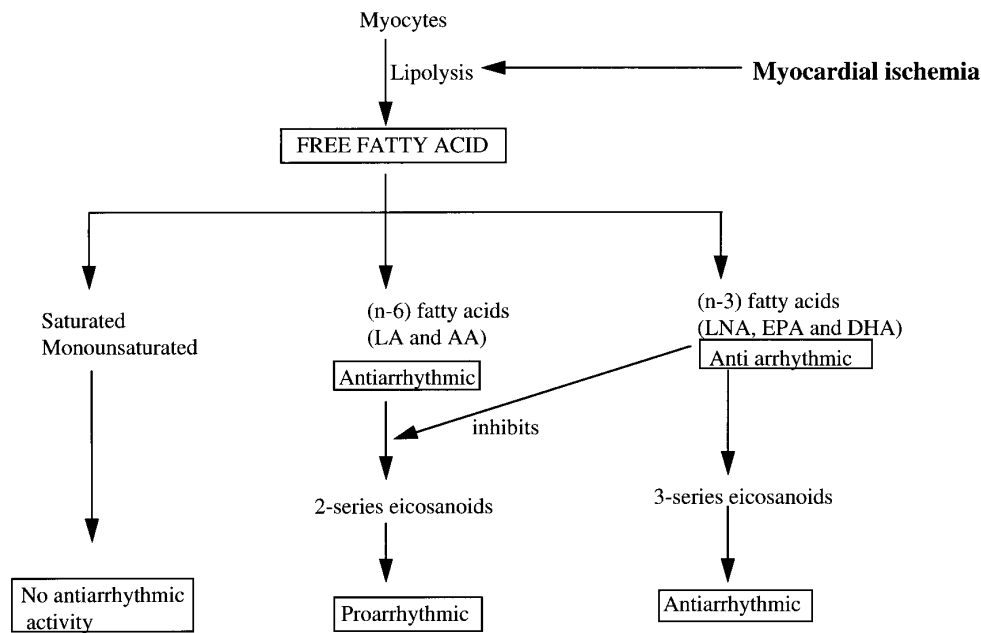 Myocytes
Lipolysis
Myocardial ischemia
FREE FATTY ACID
Saturated
Monounsaturated
(n-6) fatty acids
(LA and AA)
Antiarrhythmic
(n-3) fatty acids
(LNA, EPA and DHA)
Anti arrhythmic
inhibits
2-series eicosanoids
3-series eicosanoids
No antiarrhythmic
activity
Proarrhythmic
Antiarrhythmic